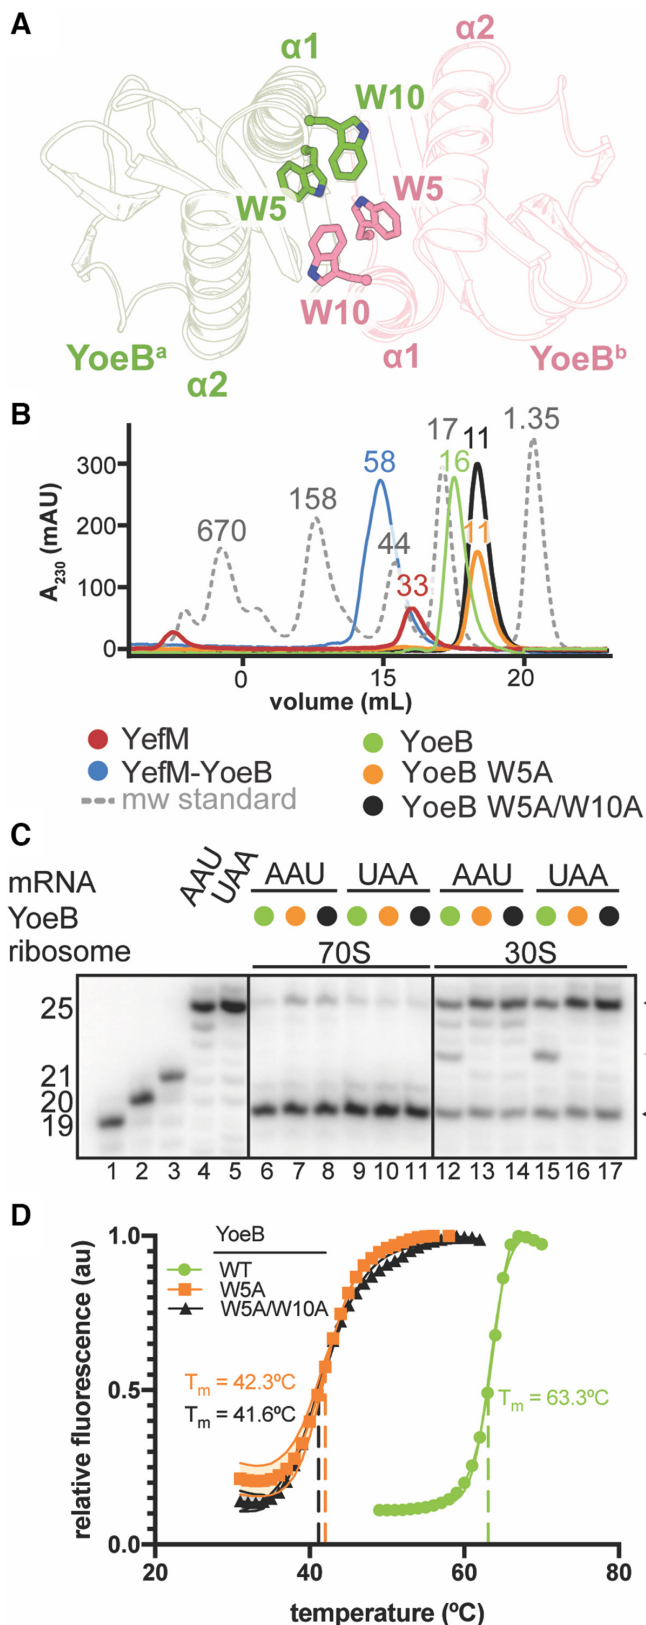 A
α1
α2
W10
W5
W5
W10
YoeBᵃ
α2
α1
YoeBᵇ
B
A₂₃₀ (mAU)
300
200
100
0
670
158
58
44
33
17
16
11
11
1.35
0
15
20
volume (mL)
YefM
YefM-YoeB
mw standard
YoeB
YoeB W5A
YoeB W5A/W10A
C
mRNA
AAU
UAA
AAU
UAA
AAU
UAA
YoeB
ribosome
70S
30S
25
21
20
19
1 2 3 4 5 6 7 8 9 10 11 12 13 14 15 16 17
D
relative fluorescence (au)
1.0
0.5
0.0
YoeB
WT
W5A
W5A/W10A
Tₘ = 42.3ºC
Tₘ = 41.6ºC
Tₘ = 63.3ºC
20 40 60 80
temperature (ºC)